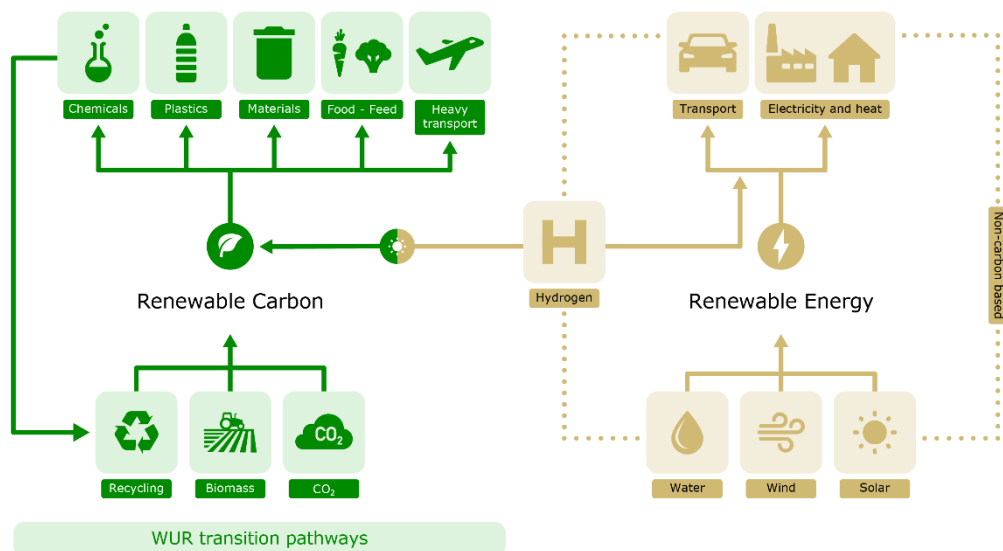 Chemicals
Plastics
Materials
Food - Feed
Heavy
transport
Transport
Electricity and heat
H
Hydrogen
Non-carbon based
Renewable Carbon
Renewable Energy
CO₂
Recycling
Biomass
CO₂
Water
Wind
Solar
WUR transition pathways